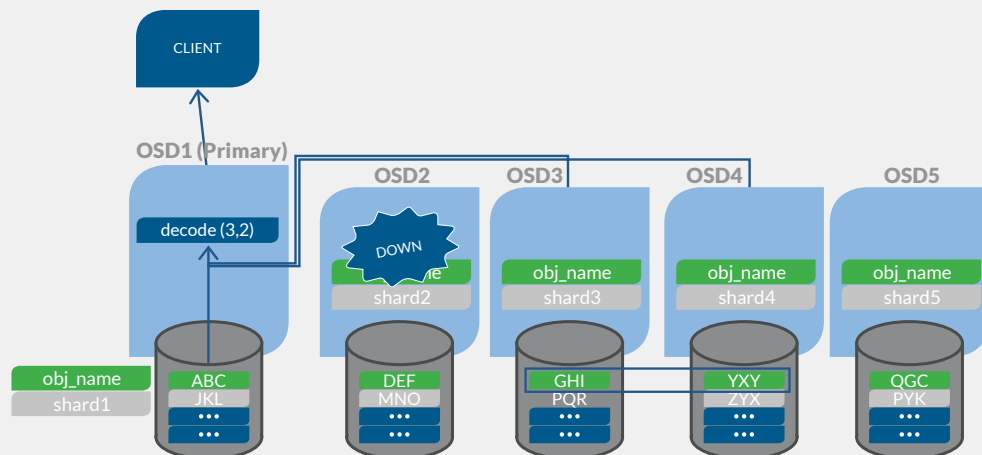 CLIENT
OSD1 (Primary)
OSD2
OSD3
OSD4
OSD5
decode (3,2)
DOWN
obj_name
obj_name
obj_name
shard2
shard3
shard4
shard5
obj_name
shard1
ABC
DEF
GHI
YXY
QGC
JKL
MNO
PQR
ZYX
PYK
... ... ... ... ...
... ... ... ... ...